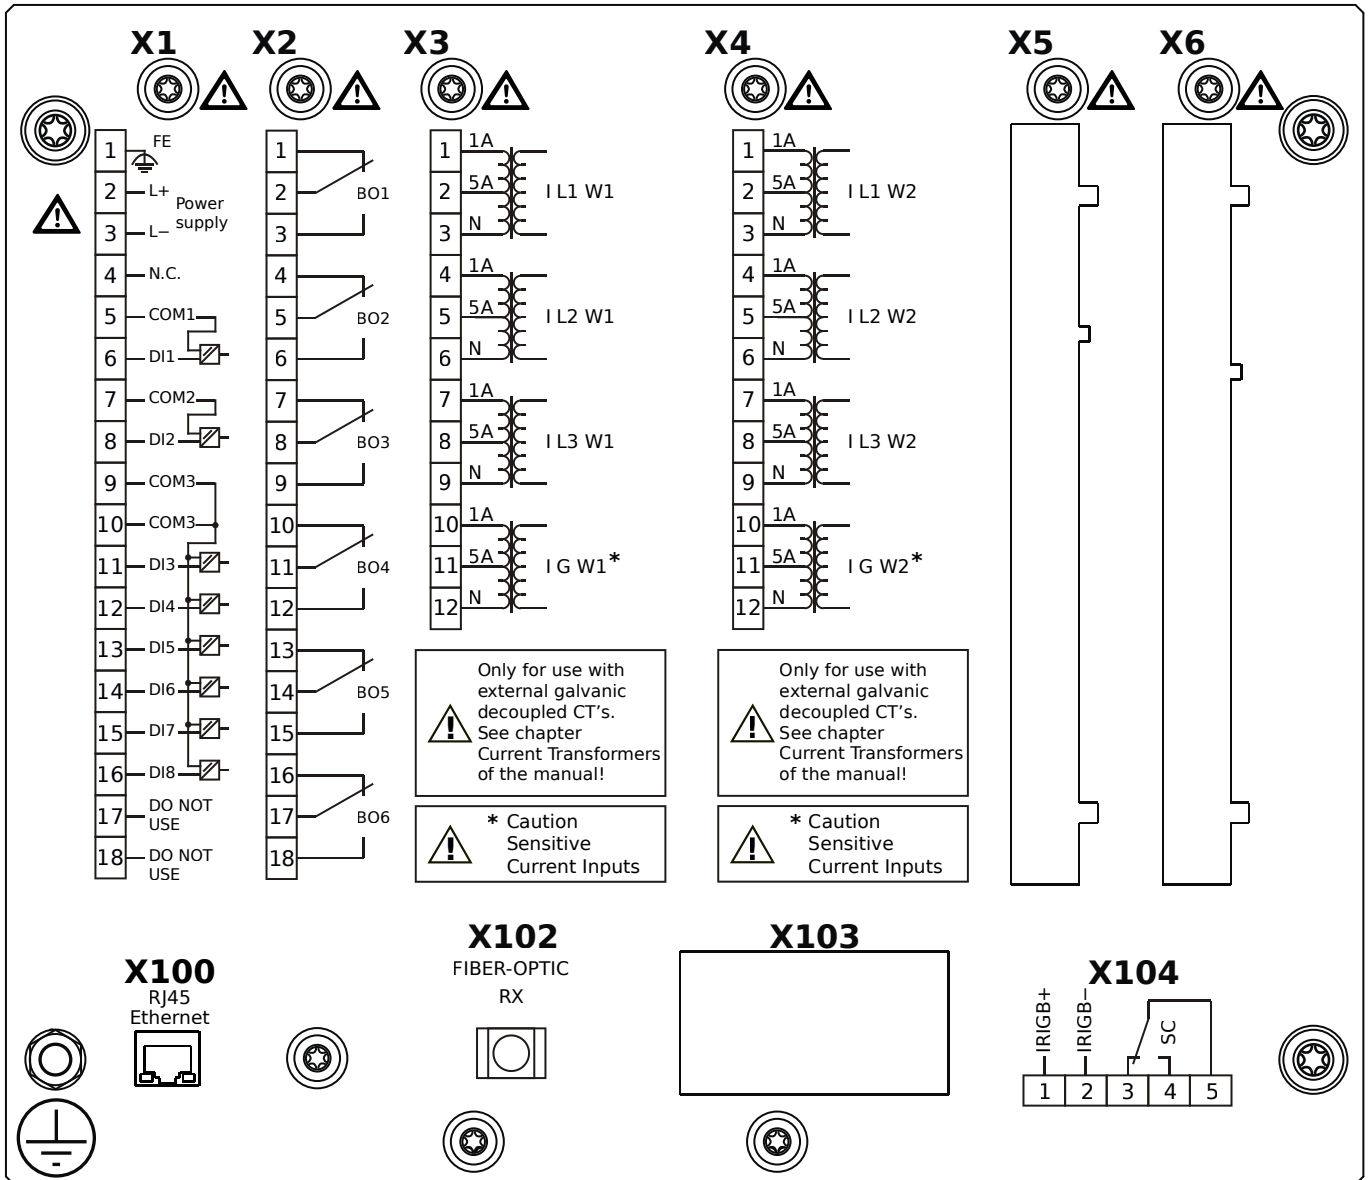 X1
X2
X3
X4
X5
X6
1
FE
2
L+
Power
supply
3
L−
4
N.C.
5
COM1
6
DI1
7
COM2
8
DI2
9
COM3
10
COM3
11
DI3
12
DI4
13
DI5
14
DI6
15
DI7
16
DI8
17
DO NOT
USE
18
DO NOT
USE
1
2
BO1
3
4
5
BO2
6
7
8
BO3
9
10
11
BO4
12
13
14
BO5
15
16
17
BO6
18
1
1A
2
5A
I L1 W1
3
N
4
1A
5
5A
I L2 W1
6
N
7
1A
8
5A
I L3 W1
9
N
10
1A
11
5A
I G W1*
12
N
Only for use with
external galvanic
decoupled CT's.
See chapter
Current Transformers
of the manual!
* Caution
Sensitive
Current Inputs
1
1A
2
5A
I L1 W2
3
N
4
1A
5
5A
I L2 W2
6
N
7
1A
8
5A
I L3 W2
9
N
10
1A
11
5A
I G W2*
12
N
Only for use with
external galvanic
decoupled CT's.
See chapter
Current Transformers
of the manual!
* Caution
Sensitive
Current Inputs
X100
RJ45
Ethernet
X102
FIBER-OPTIC
RX
X103
X104
IRIGB+
IRIGB−
SC
1 2 3 4 5